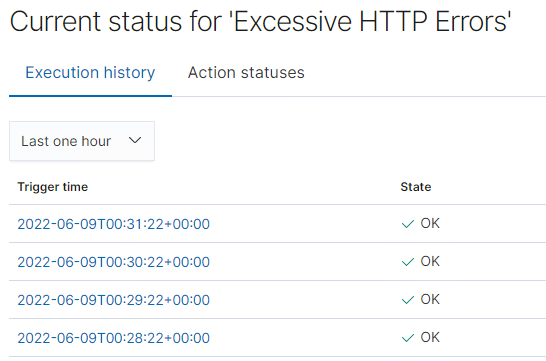 Current status for 'Excessive HTTP Errors'
Execution history Action statuses
Last one hour
Trigger time State
2022-06-09T00:31:22+00:00 OK
2022-06-09T00:30:22+00:00 OK
2022-06-09T00:29:22+00:00 OK
2022-06-09T00:28:22+00:00 OK